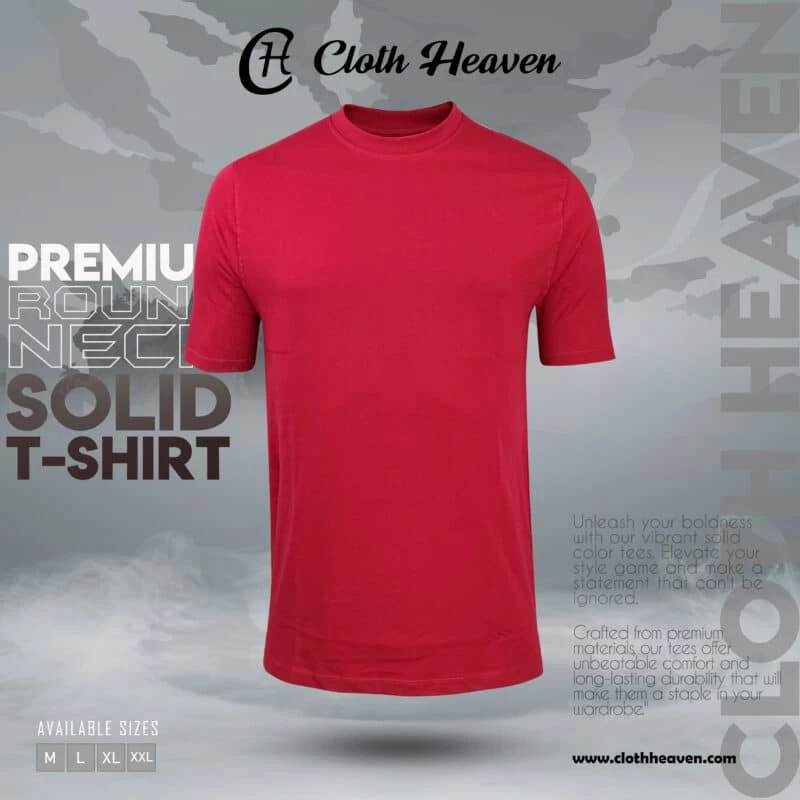 CH Cloth Heaven
PREMIU
ROUN
NECK
SOLID
T-SHIRT
HEAVEN
Unleash your boldness
with our vibrant solid
color tees. Elevate your
style game and make a
statement that can't be
ignored.
Crafted from premium
materials, our tees offer
unbeatable comfort and
long-lasting durability that will
make them a staple in your
wardrobe."
AVAILABLE SIZES
M L XL XXL
www.clothheaven.com